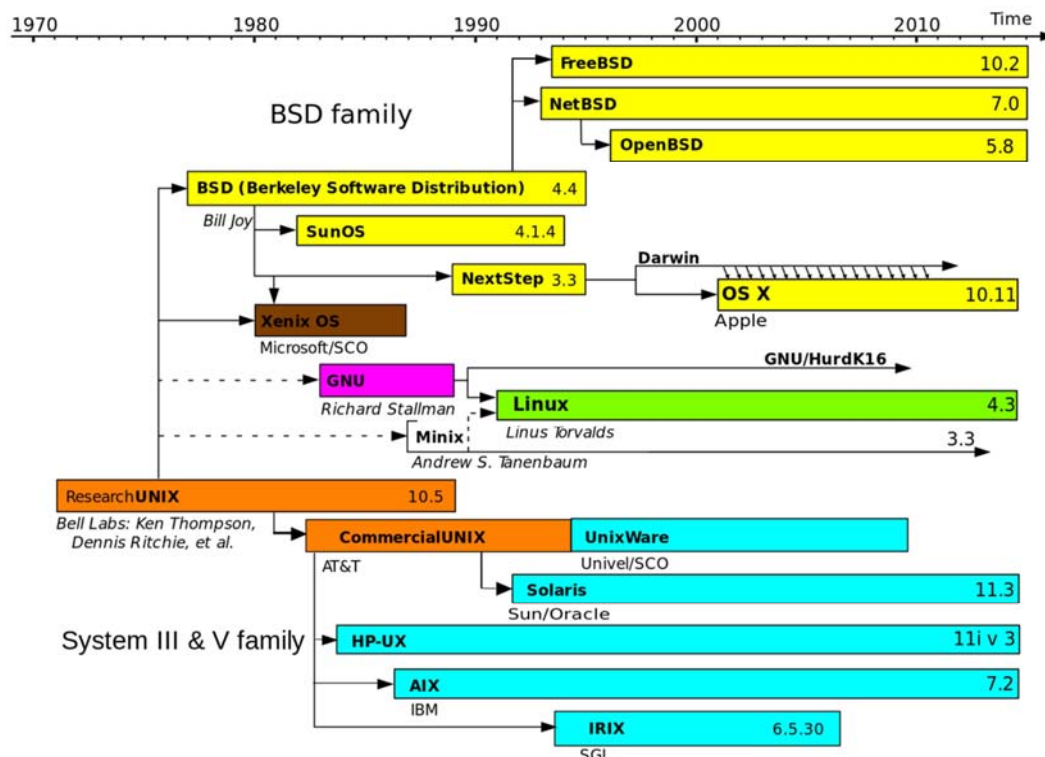 1970 1980 1990 2000 2010 Time
FreeBSD 10.2
BSD family
NetBSD 7.0
OpenBSD 5.8
BSD (Berkeley Software Distribution) 4.4
Bill Joy
SunOS 4.1.4
Darwin
NextStep 3.3
OS X 10.11
Apple
Xenix OS
Microsoft/SCO
GNU/HurdK16
GNU
Richard Stallman
Linux 4.3
Linus Torvalds
Minix 3.3
Andrew S. Tanenbaum
ResearchUNIX 10.5
Bell Labs: Ken Thompson,
Dennis Ritchie, et al.
CommercialUNIX UnixWare
AT&T Univel/SCO
Solaris 11.3
Sun/Oracle
System III & V family
HP-UX 11i v 3
AIX 7.2
IBM
IRIX 6.5.30
SGI